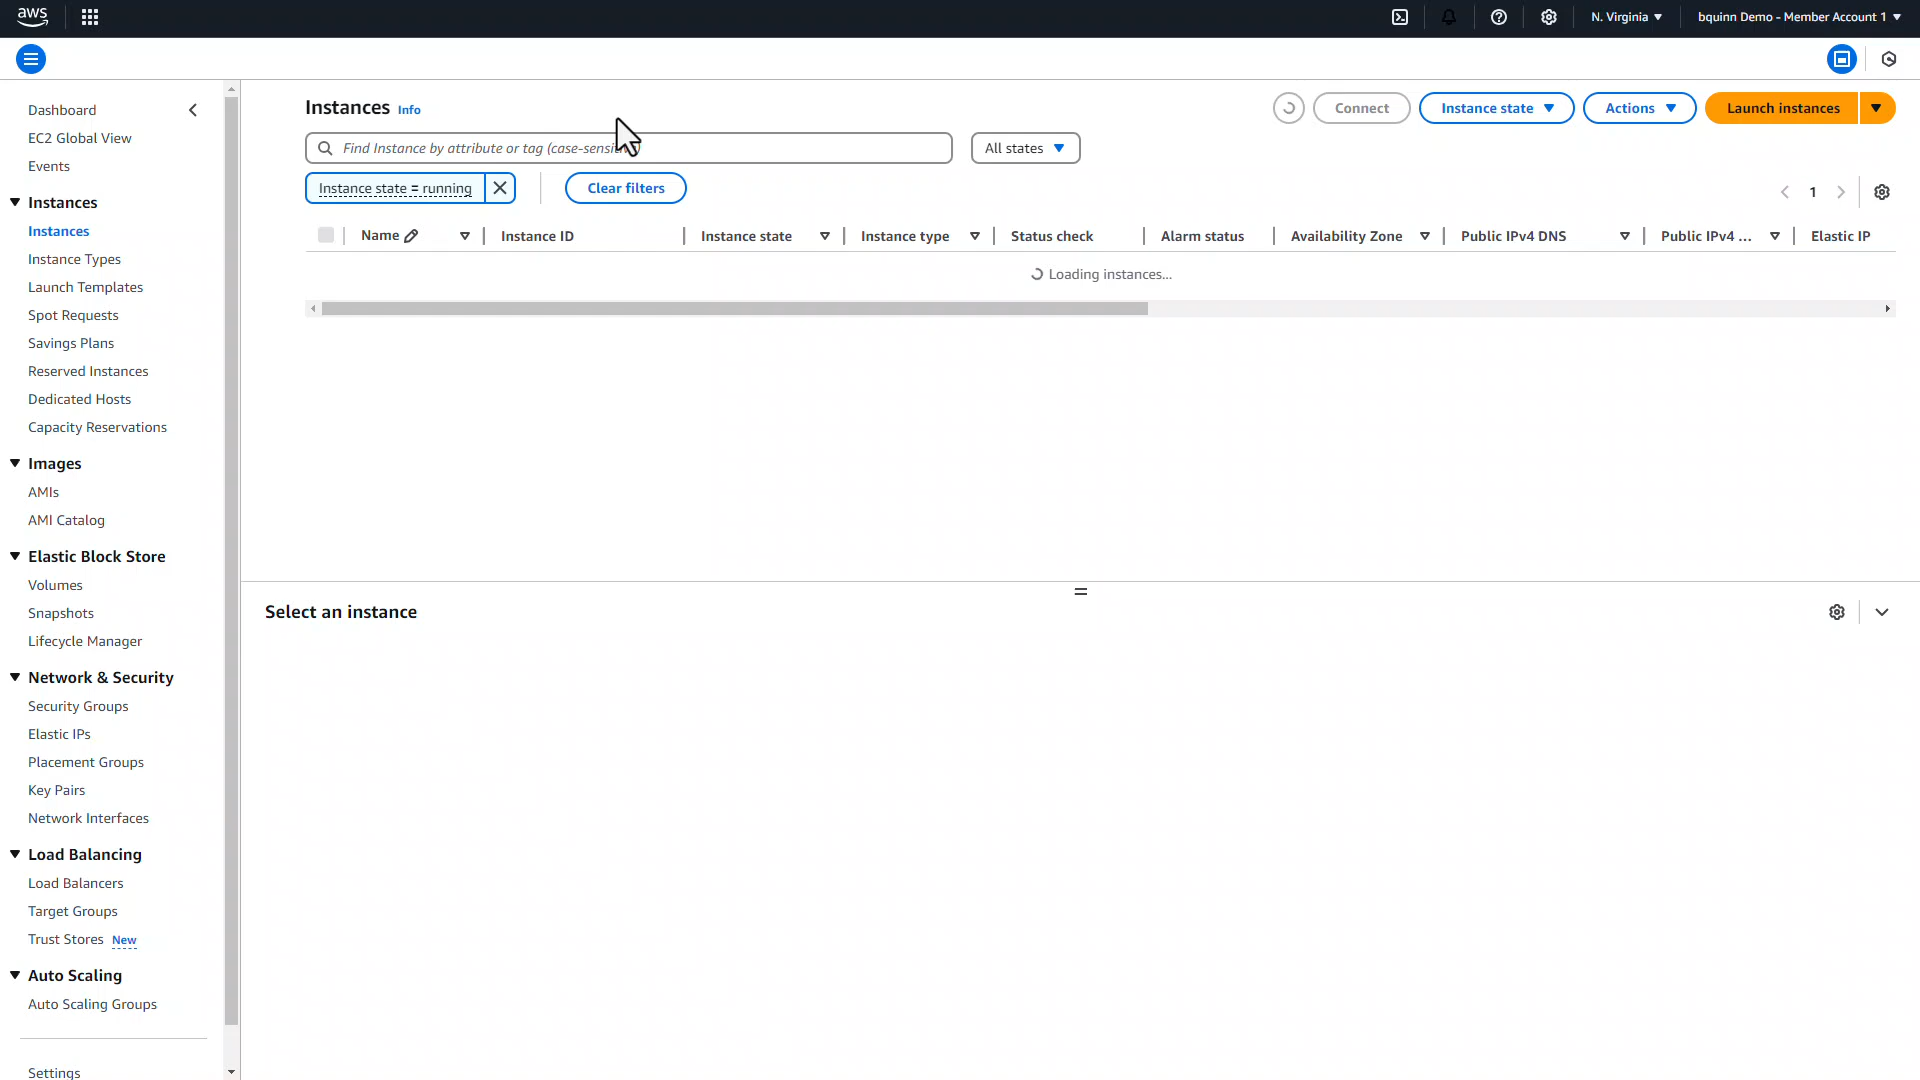 aws
N. Virginia
bquinn Demo - Member Account 1
Dashboard
EC2 Global View
Events
Instances
Instances
Instance Types
Launch Templates
Spot Requests
Savings Plans
Reserved Instances
Dedicated Hosts
Capacity Reservations
Images
AMIs
AMI Catalog
Elastic Block Store
Volumes
Snapshots
Lifecycle Manager
Network & Security
Security Groups
Elastic IPs
Placement Groups
Key Pairs
Network Interfaces
Load Balancing
Load Balancers
Target Groups
Trust Stores New
Auto Scaling
Auto Scaling Groups
Settings
Instances Info
Connect
Instance state
Actions
Launch instances
Find Instance by attribute or tag (case-sensitive)
All states
Instance state = running
Clear filters
1
Name
Instance ID
Instance state
Instance type
Status check
Alarm status
Availability Zone
Public IPv4 DNS
Public IPv4 ...
Elastic IP
Loading instances...
Select an instance